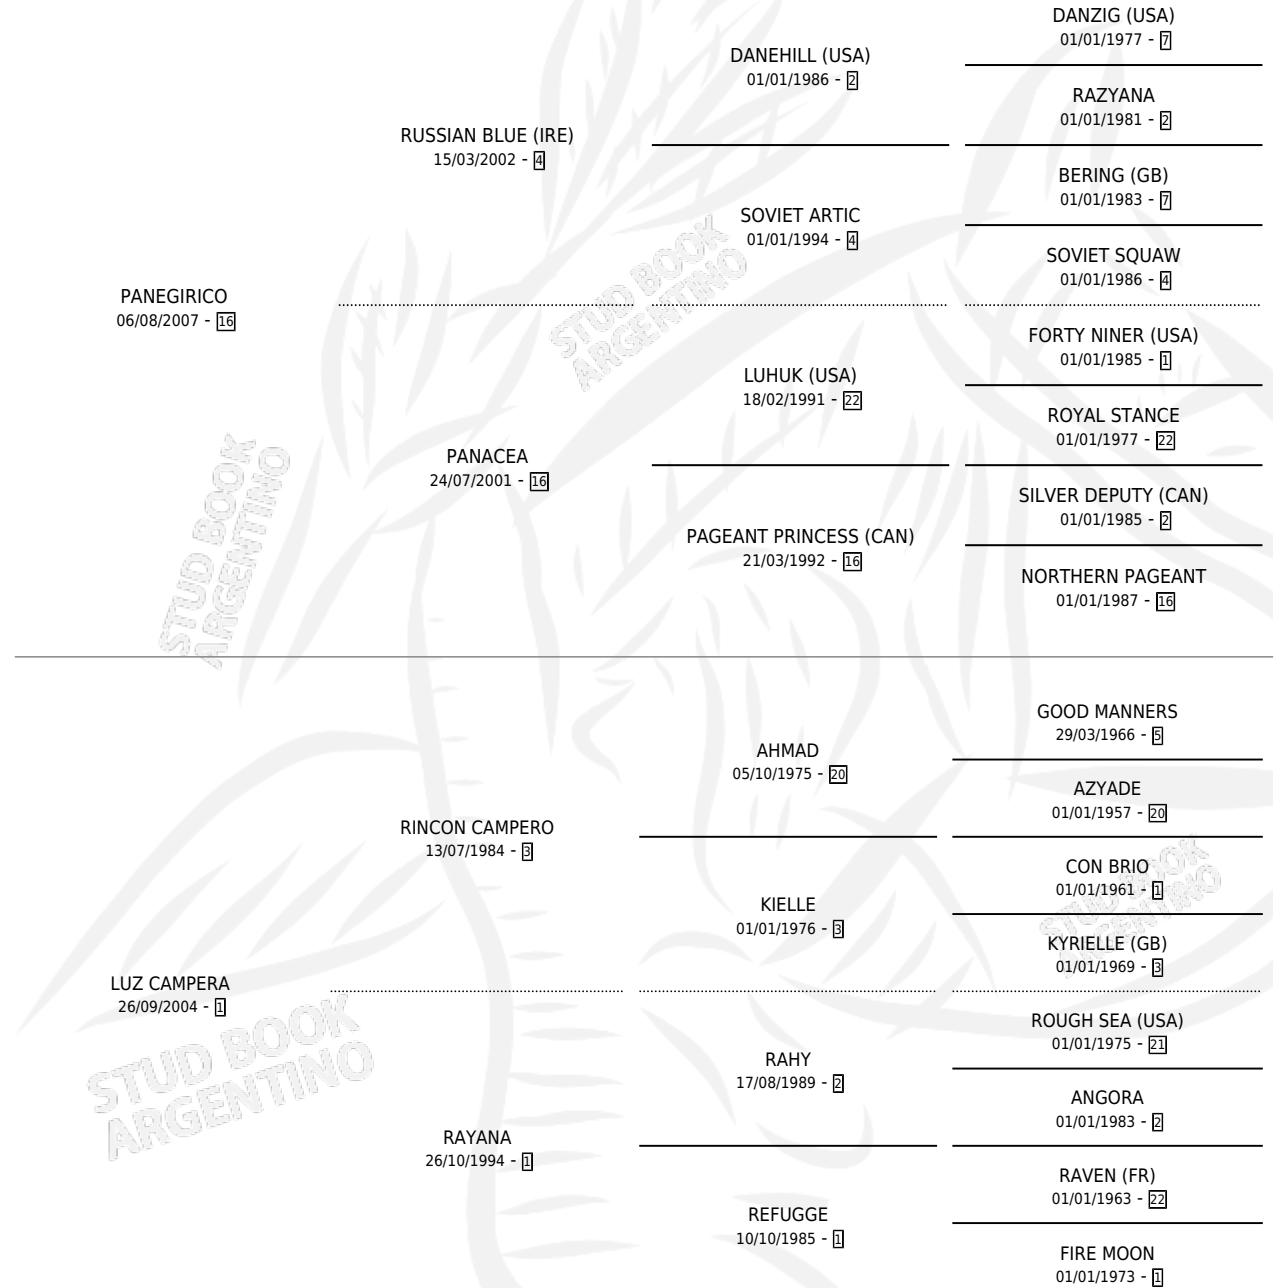 DANZIG (USA)
01/01/1977 - 7
DANEHILL (USA)
01/01/1986 - 2
RAZYANA
01/01/1981 - 2
RUSSIAN BLUE (IRE)
15/03/2002 - 4
BERING (GB)
01/01/1983 - 7
SOVIET ARTIC
01/01/1994 - 4
SOVIET SQUAW
01/01/1986 - 4
PANEGIRICO
06/08/2007 - 16
FORTY NINER (USA)
01/01/1985 - 1
LUHUK (USA)
18/02/1991 - 22
ROYAL STANCE
01/01/1977 - 22
PANACEA
24/07/2001 - 16
SILVER DEPUTY (CAN)
01/01/1985 - 2
PAGEANT PRINCESS (CAN)
21/03/1992 - 16
NORTHERN PAGEANT
01/01/1987 - 16
GOOD MANNERS
29/03/1966 - 5
AHMAD
05/10/1975 - 20
AZYADE
01/01/1957 - 20
RINCON CAMPERO
13/07/1984 - 3
CON BRIO
01/01/1961 - 1
KIELLE
01/01/1976 - 3
KYRIELLE (GB)
01/01/1969 - 3
LUZ CAMPERA
26/09/2004 - 1
ROUGH SEA (USA)
01/01/1975 - 21
RAHY
17/08/1989 - 2
ANGORA
01/01/1983 - 2
RAYANA
26/10/1994 - 1
RAVEN (FR)
01/01/1963 - 22
REFUGGE
10/10/1985 - 1
FIRE MOON
01/01/1973 - 1
STUD BOOK
ARGENTINO
STUD BOOK
ARGENTINO
STUD BOOK
ARGENTINO
STUD BOOK
ARGENTINO